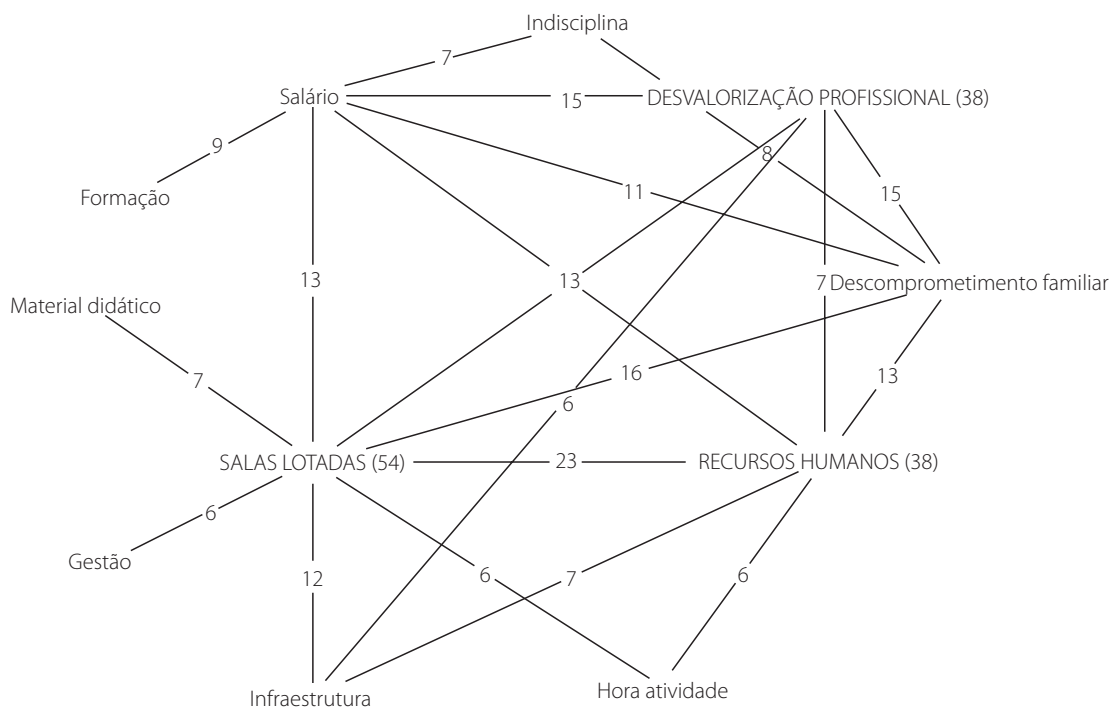 Indisciplina
7
Salário
15
DESVALORIZAÇÃO PROFISSIONAL (38)
9
8
Formação
11
15
13
13
7
Descomprometimento familiar
Material didático
7
16
13
6
SALAS LOTADAS (54)
23
RECURSOS HUMANOS (38)
6
Gestão
12
6
7
6
Infraestrutura
Hora atividade